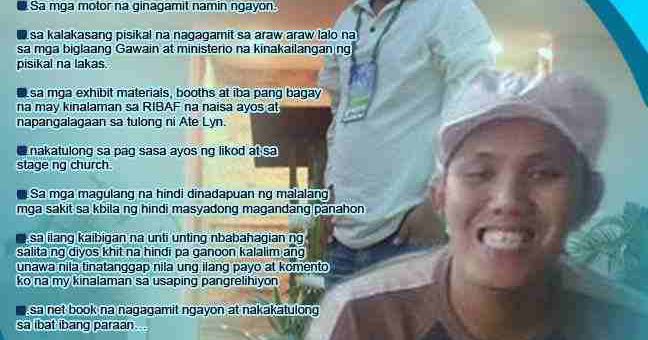 Sa mga motor na ginagamit namin ngayon.
sa kalakasang pisikal na nagagamit sa araw araw lalo na
sa mga biglaang Gawain at ministerio na kinakailangan ng
pisikal na lakas.
sa mga exhibit materials, booths at iba pang bagay
na may kinalaman sa RIBAF na naisa ayos at
napangalagaan sa tulong ni Ate Lyn.
nakatulong sa pag sasa ayos ng likod at sa
stage ng church.
Sa mga magulang na hindi dinadapuan ng malalang
mga sakit sa kbila ng hindi masyadong magandang panahon
.sa ilang kaibigan na unti unting nbabahagian ng
salita ng diyos khit na hindi pa ganoon kalalim ang
unawa nila tinatanggap nila ung ilang payo at komento
ko na my kinalaman sa usaping pangrelihiyon
.sa net book na nagagamit ngayon at nakakatulong
sa ibat ibang paraan...